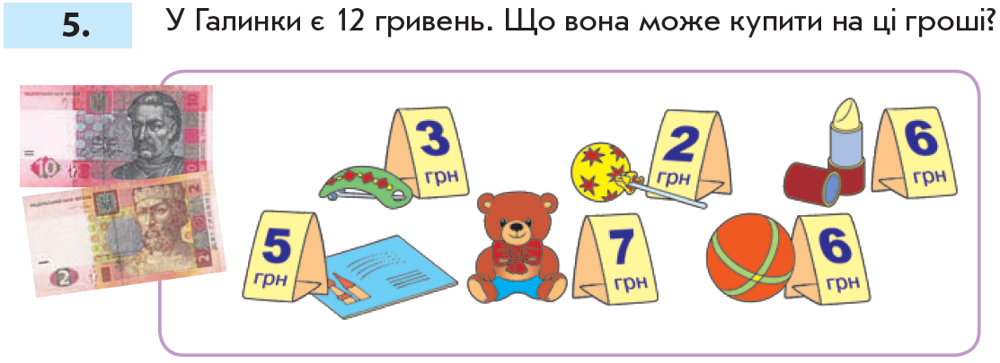 5. У Галинки є 12 гривень. Що вона може купити на ці гроші?
10
2
3 грн
2 грн
6 грн
5 грн
7 грн
6 грн